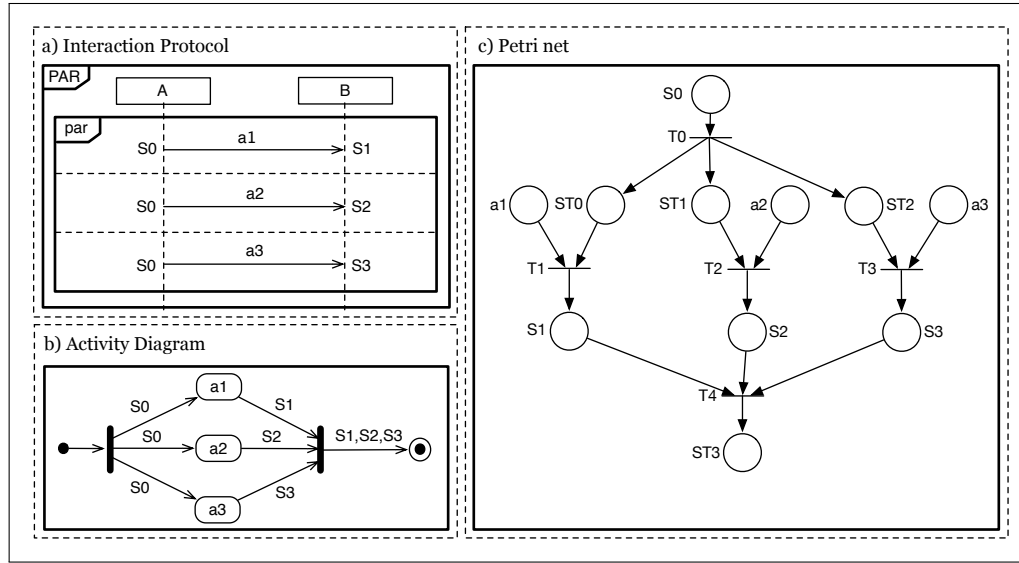 a) Interaction Protocol
PAR
A B
par
S0 a1 S1
S0 a2 S2
S0 a3 S3
b) Activity Diagram
a1
S0 S1
S0 a2 S2 S1,S2,S3
S0 S3
a3
c) Petri net
S0
T0
a1 ST0 ST1 a2 ST2 a3
T1 T2 T3
S1 S2 S3
T4
ST3